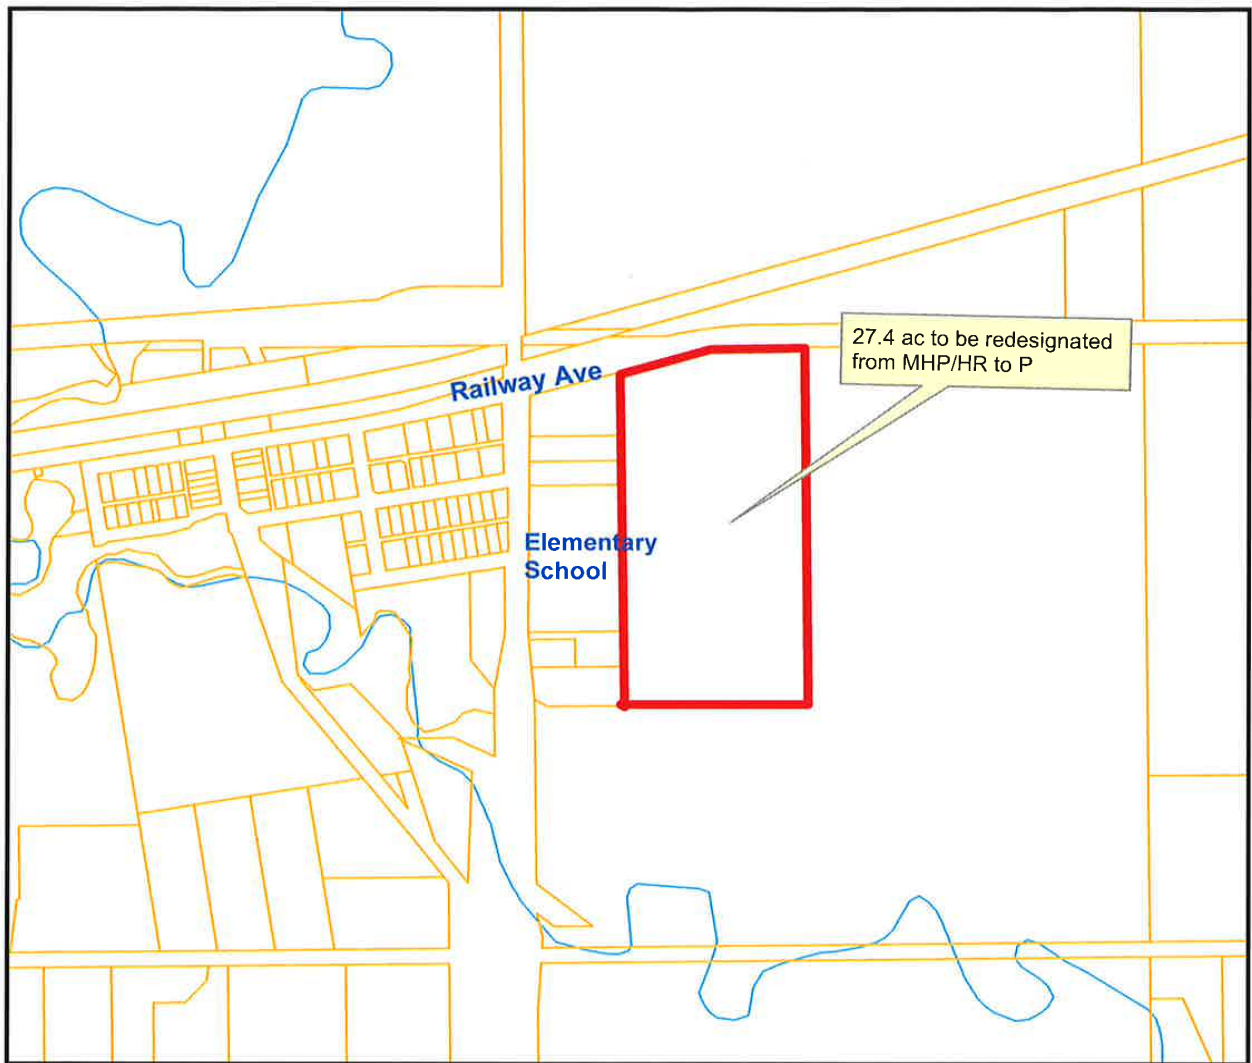 27.4 ac to be redesignated
from MHP/HR to P
Railway Ave
Elementary
School